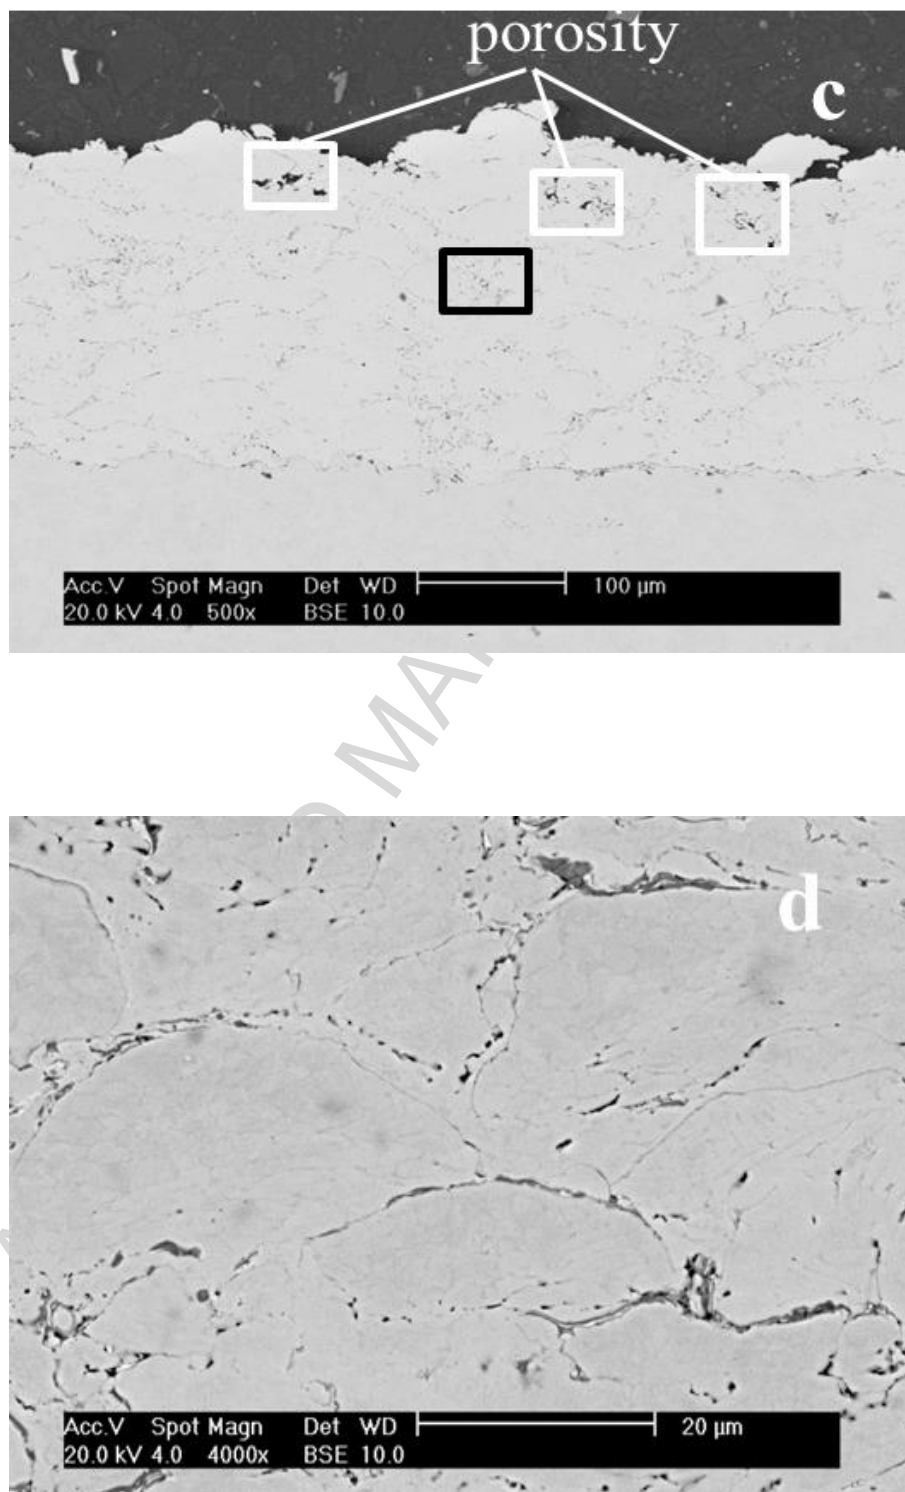 porosity
c
Acc.V Spot Magn Det WD 100 µm
20.0 kV 4.0 500x BSE 10.0
MA
d
Acc.V Spot Magn Det WD 20 µm
20.0 kV 4.0 4000x BSE 10.0